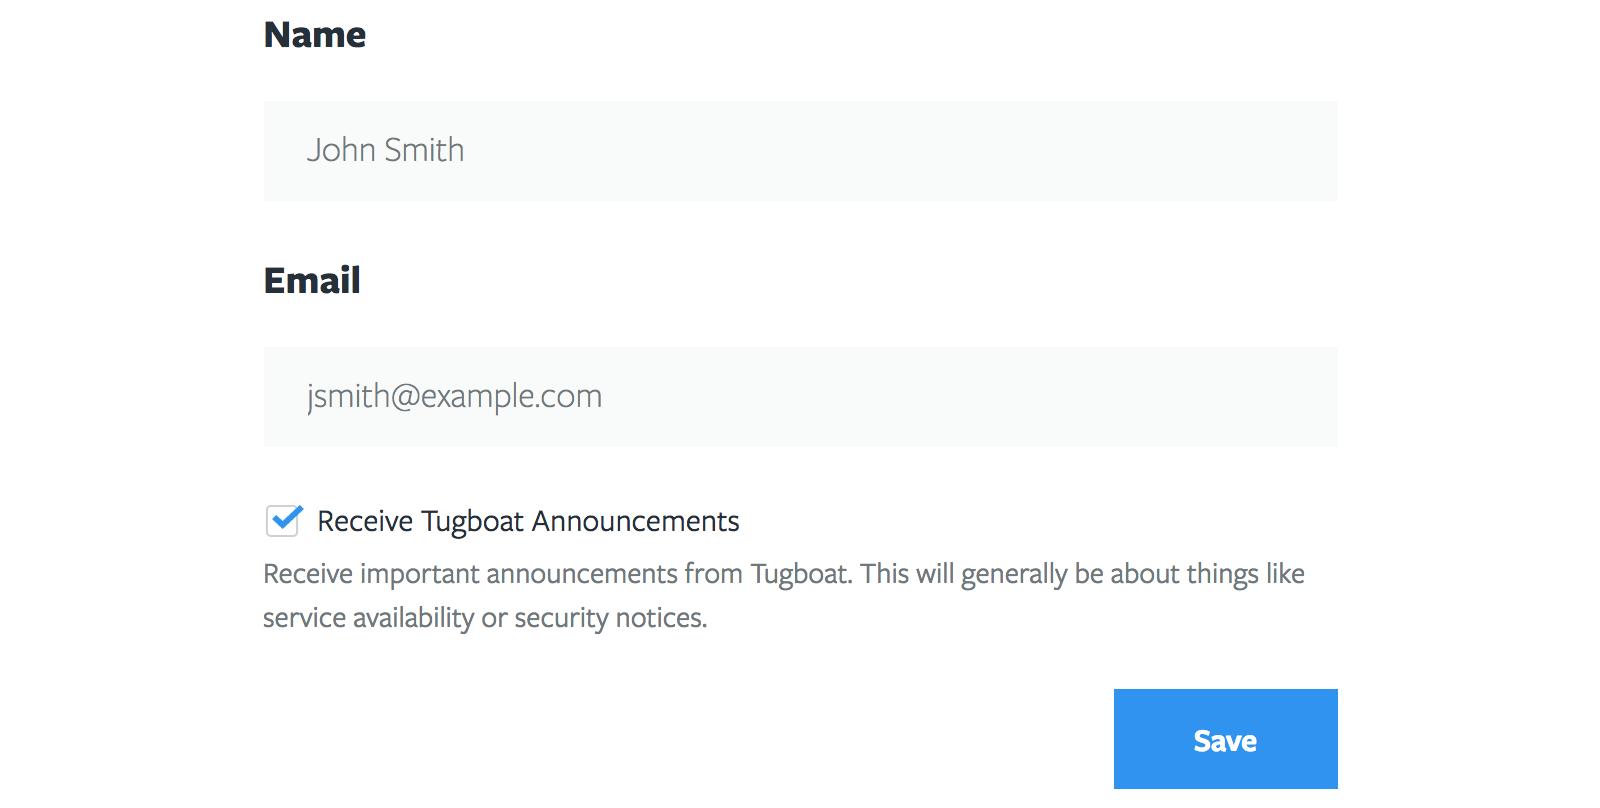 Name
John Smith
Email
jsmith@example.com
Receive Tugboat Announcements
Receive important announcements from Tugboat. This will generally be about things like
service availability or security notices.
Save